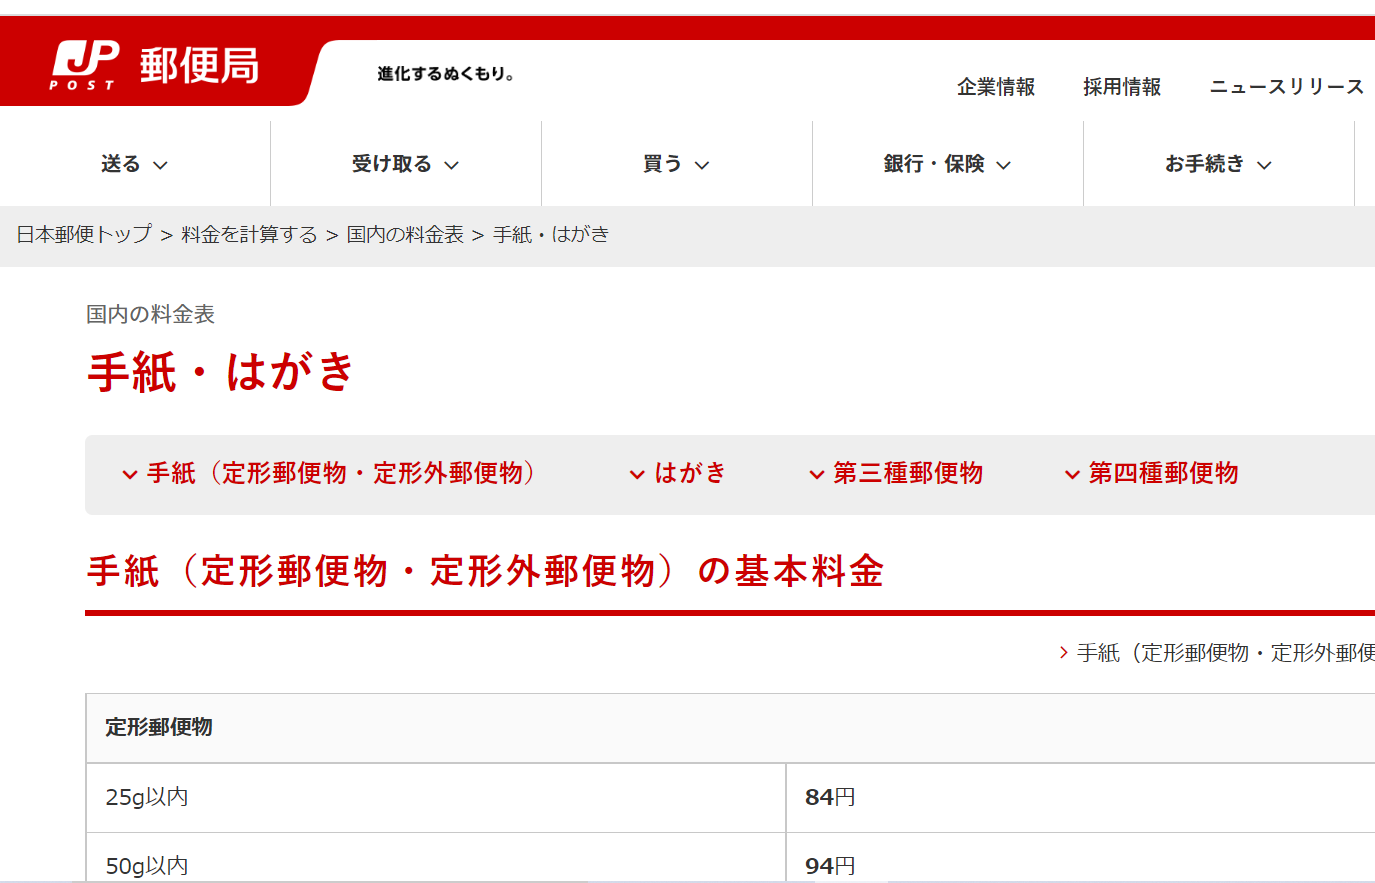 JP POST 郵便局
進化するぬくもり。
企業情報 採用情報 ニュースリリース
送る 受け取る 買う 銀行・保険 お手続き
日本郵便トップ > 料金を計算する > 国内の料金表 > 手紙・はがき
国内の料金表
手紙・はがき
手紙（定形郵便物・定形外郵便物） はがき 第三種郵便物 第四種郵便物
手紙（定形郵便物・定形外郵便物）の基本料金
手紙（定形郵便物・定形外郵便
定形郵便物
25g以内 84円
50g以内 94円